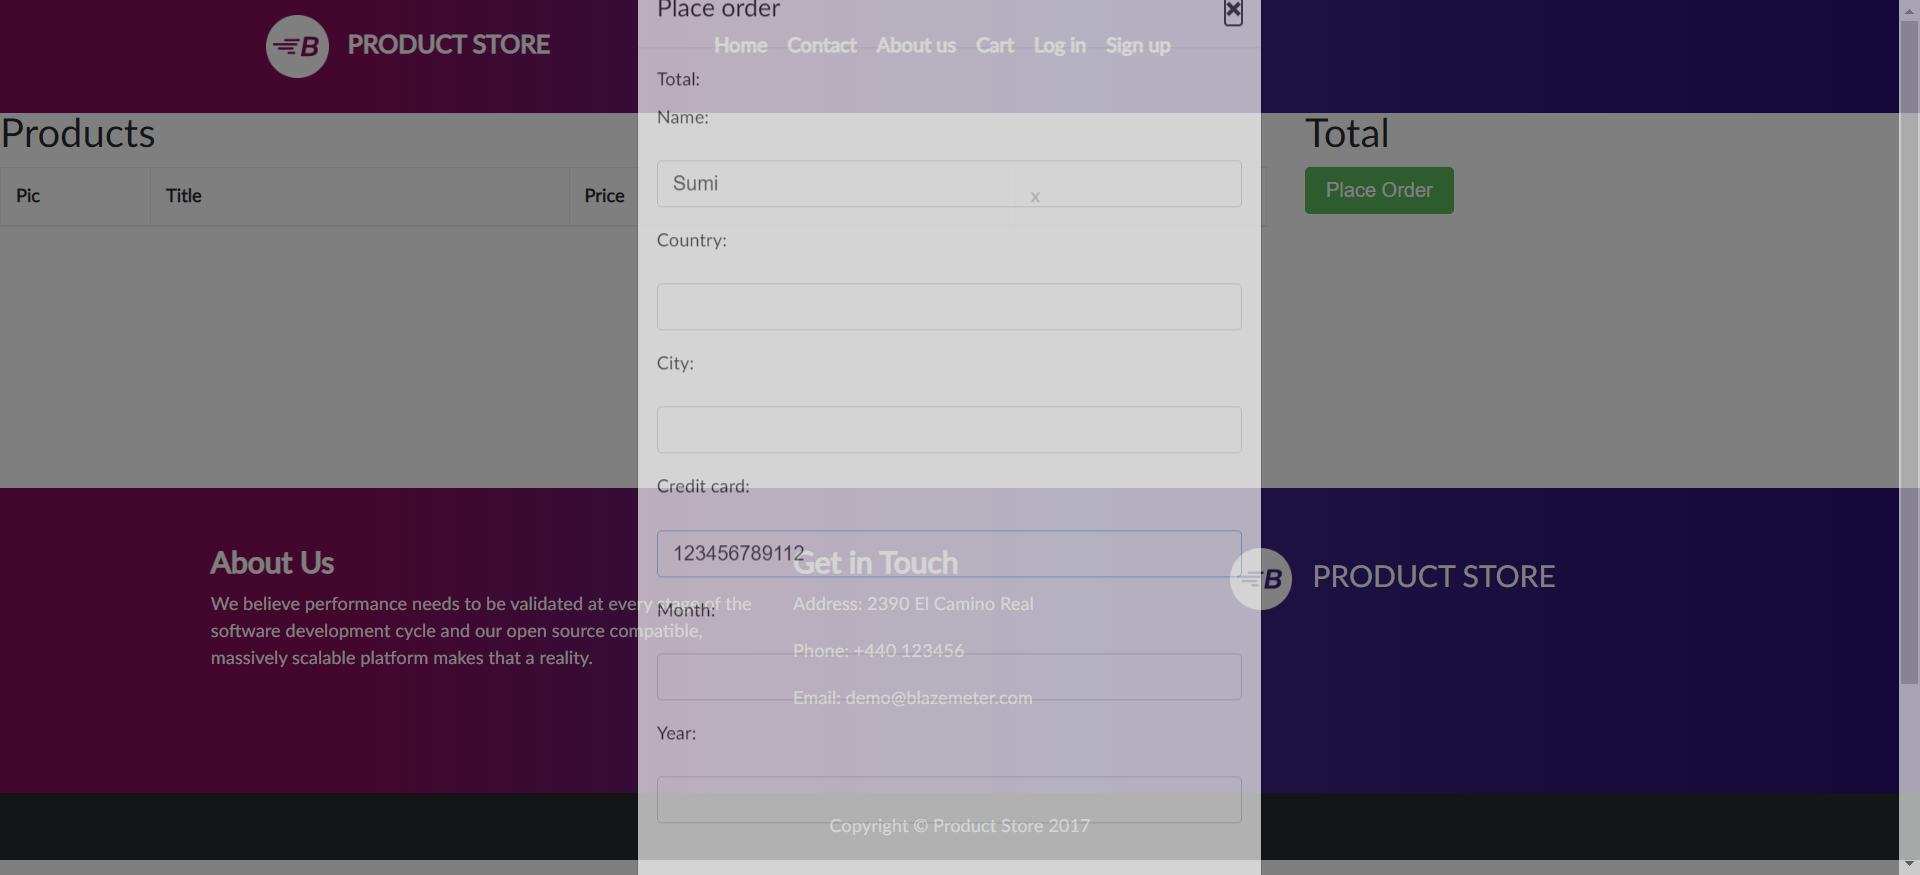 PRODUCT STORE
Home Contact About us Cart Log in Sign up
Products
Pic Title Price x
Total
Place Order
Place order
Total:
Name:
Sumi
Country:
City:
Credit card:
123456789112
Month:
Year:
About Us
We believe performance needs to be validated at every stage of the
software development cycle and our open source compatible,
massively scalable platform makes that a reality.
Get in Touch
Address: 2390 El Camino Real
Phone: +440 123456
Email: demo@blazemeter.com
B PRODUCT STORE
Copyright © Product Store 2017